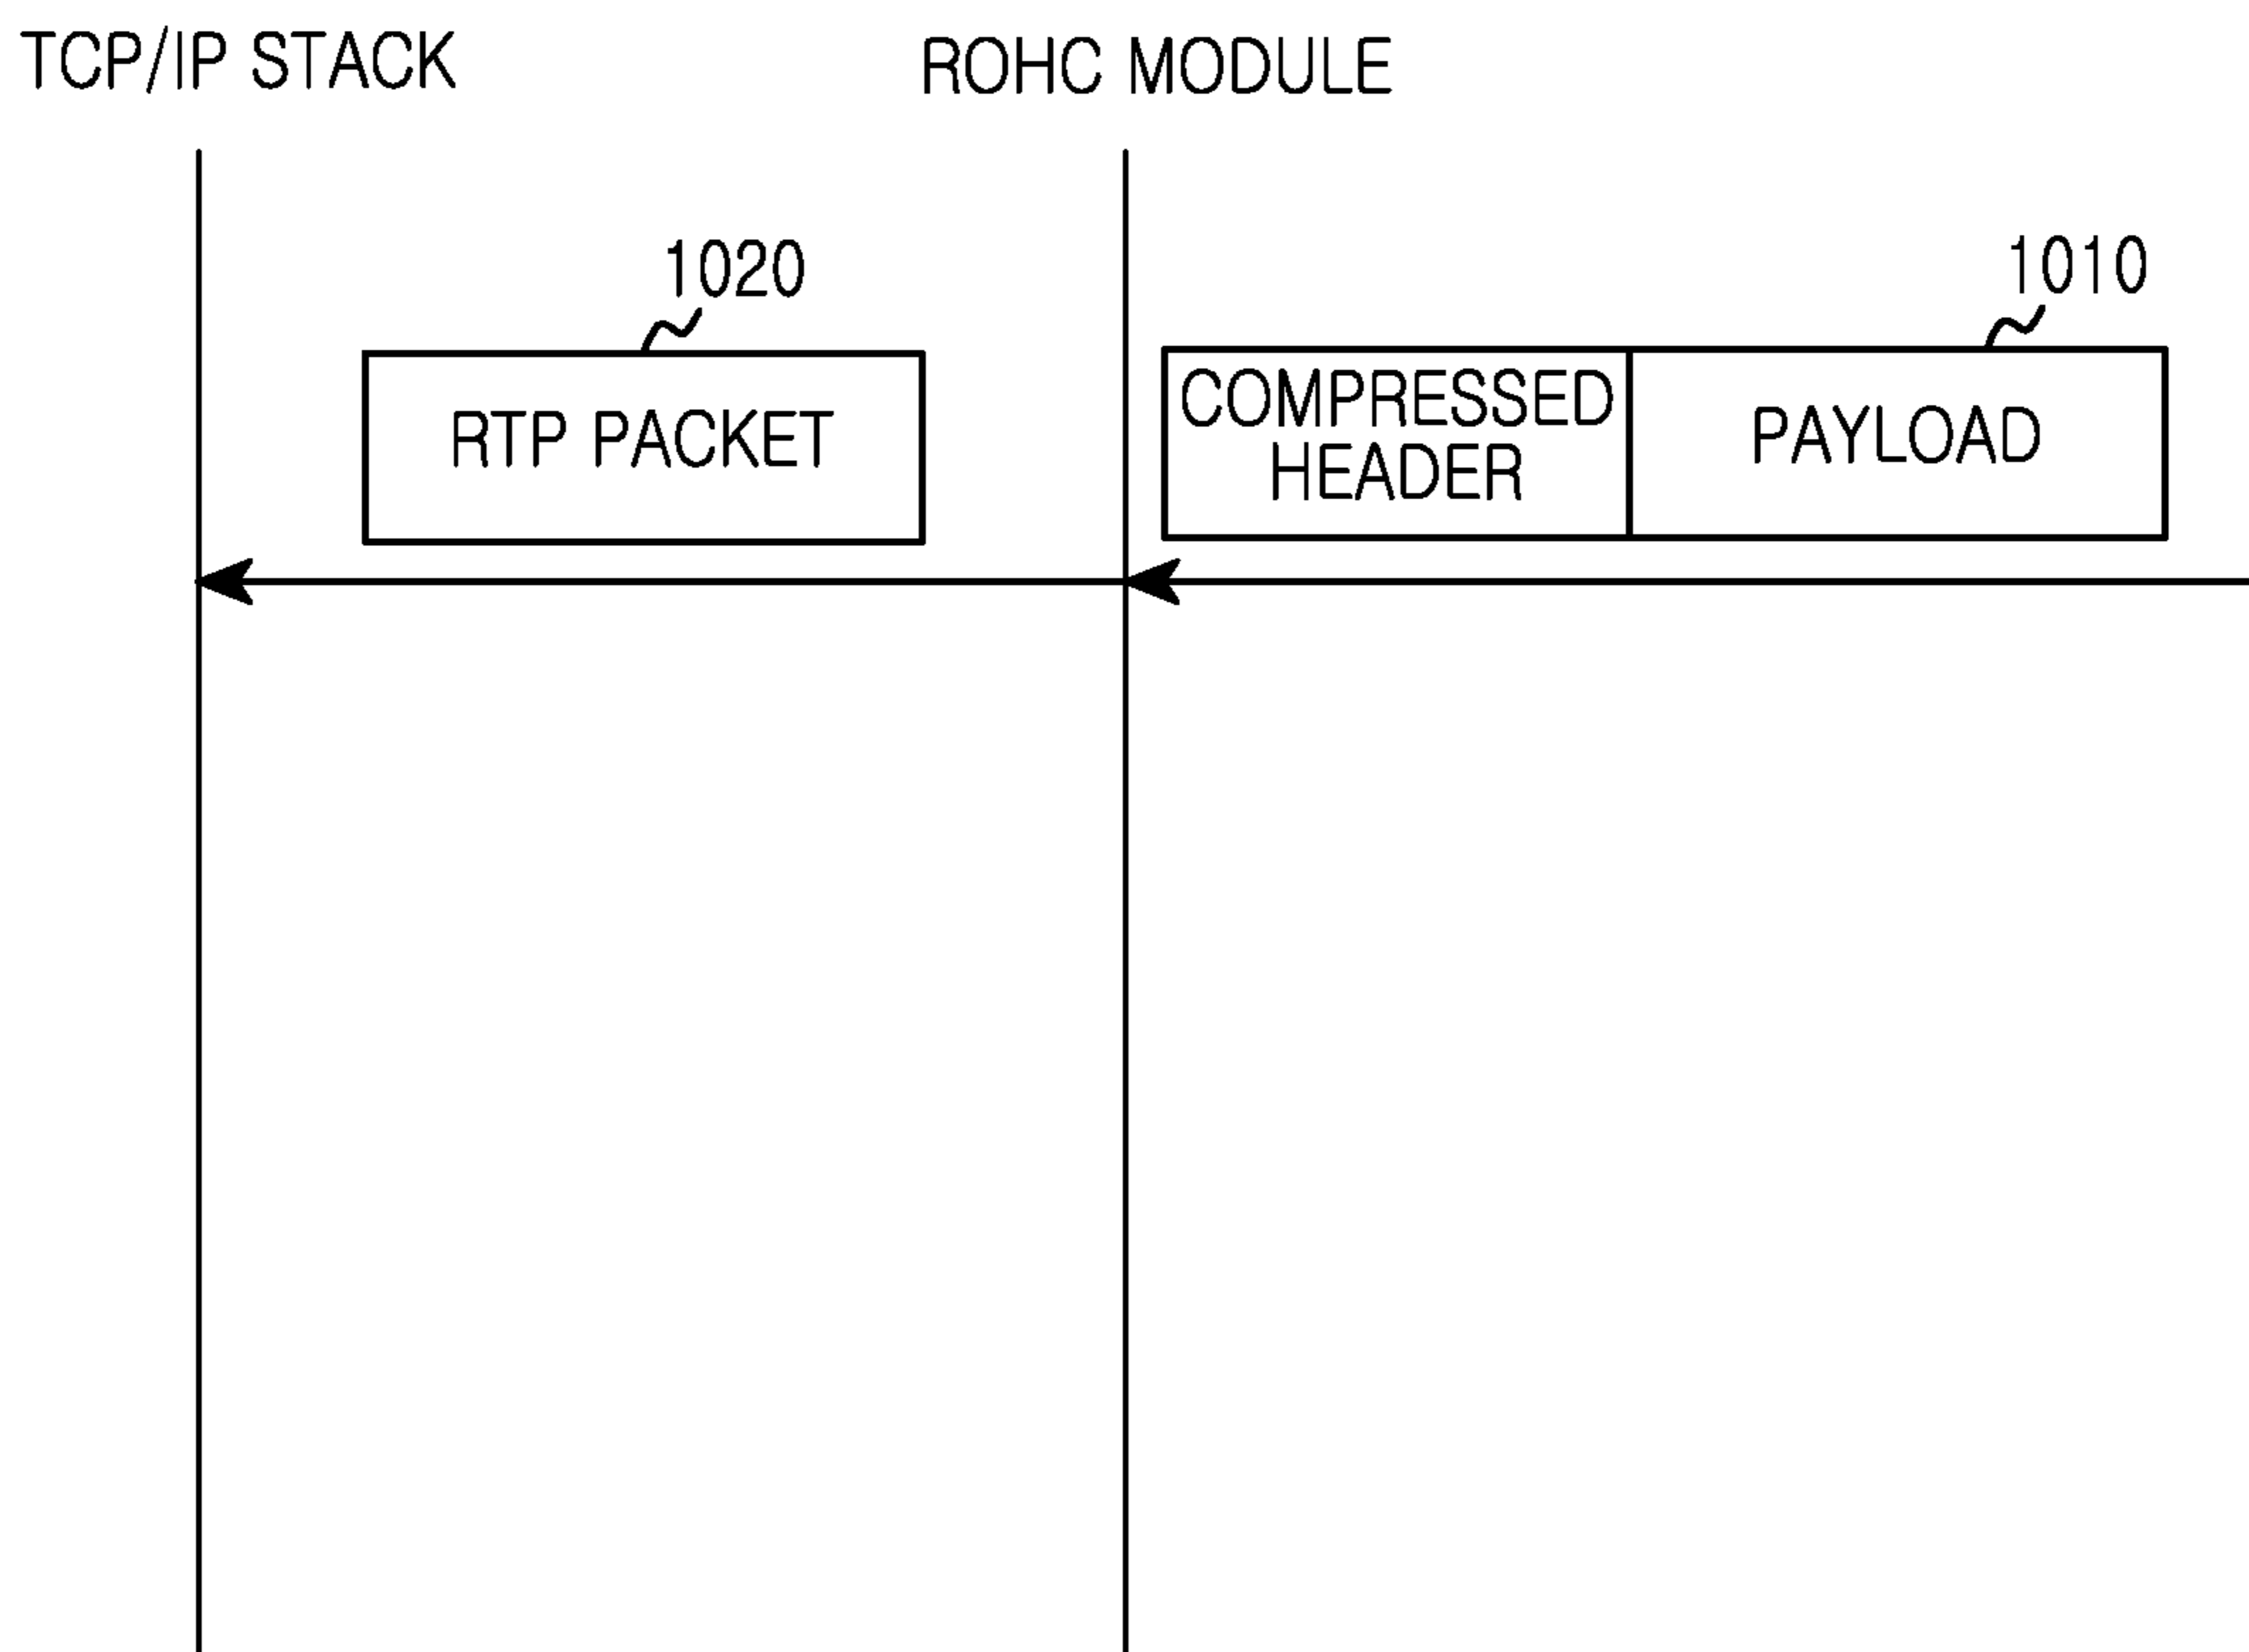 TCP/IP STACK
ROHC MODULE
1020
1010
RTP PACKET
COMPRESSED
HEADER
PAYLOAD